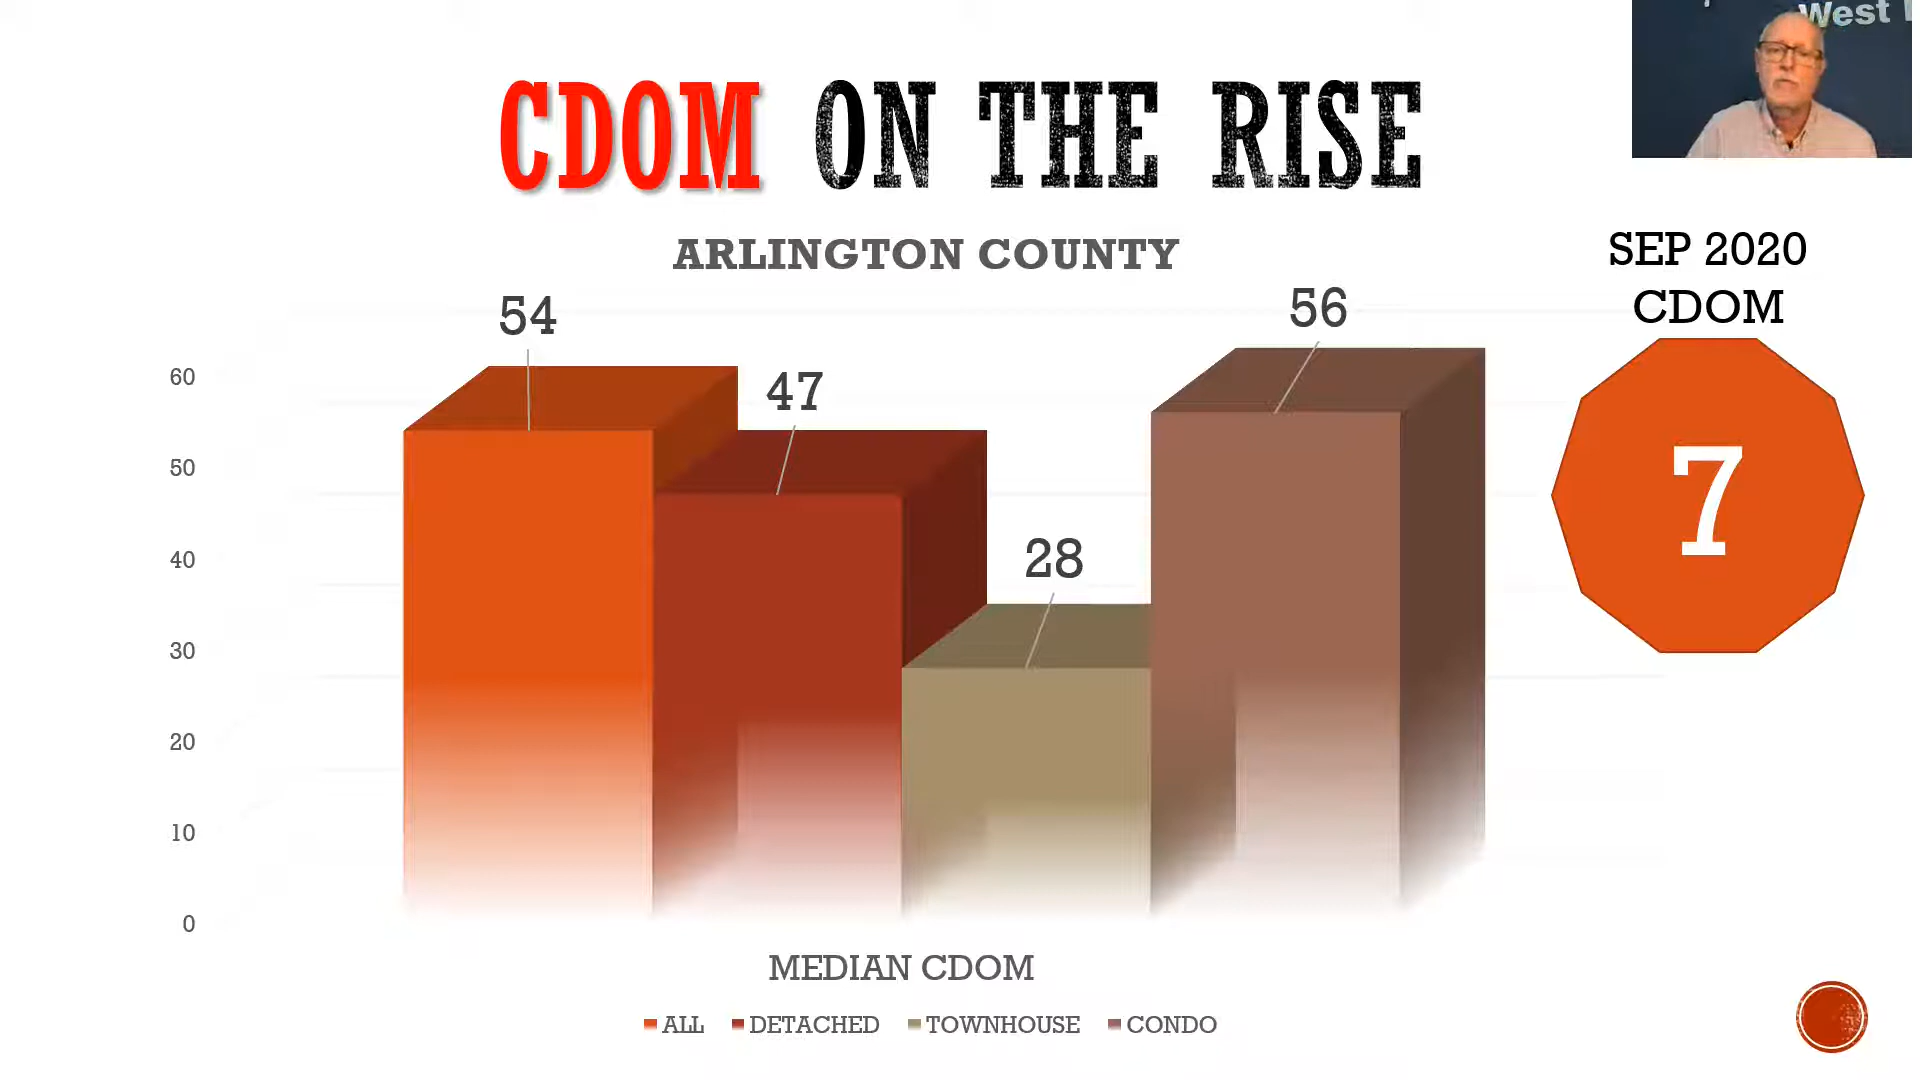 West
CDOM ON THE RISE
ARLINGTON COUNTY
SEP 2020
CDOM
7
54
47
28
56
60
50
40
30
20
10
0
MEDIAN CDOM
ALL DETACHED TOWNHOUSE CONDO